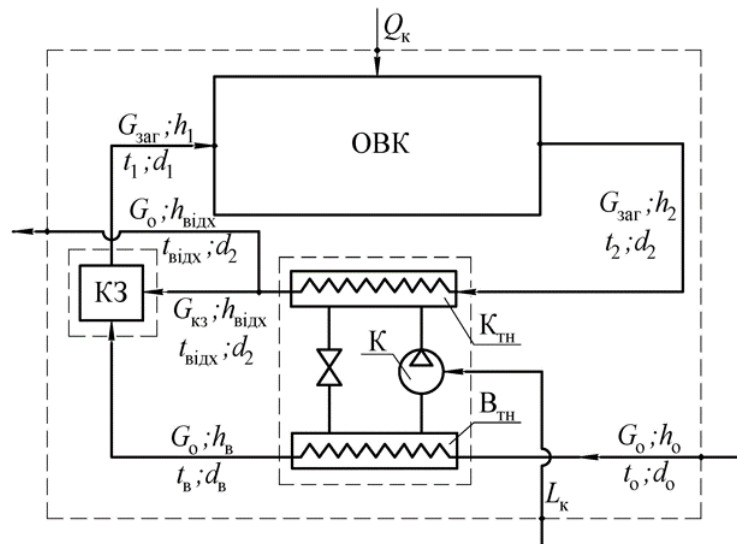 Qк
Gзаг ;h1
t1 ;d1
ОВК
Gо ;hвідх
tвідх ;d2
Gзаг ;h2
t2 ;d2
КЗ
Gкз ;hвідх
tвідх ;d2
К
Kтн
Bтн
Gо ;hв
tв ;dв
Gо ;hо
tо ;dо
Lк